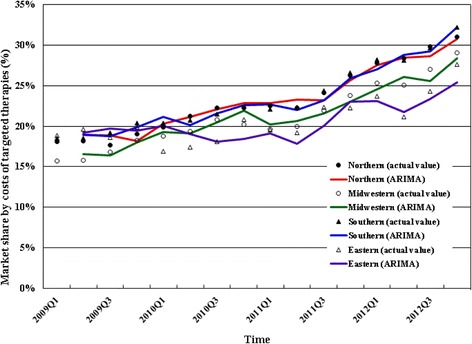 Market share by costs of targeted therapies (%)
35%
30%
25%
20%
15%
10%
5%
0%
Northern (actual value)
Northern (ARIMA)
Midwestern (actual value)
Midwestern (ARIMA)
Southern (actual value)
Southern (ARIMA)
Eastern (actual value)
Eastern (ARIMA)
2009Q1
2009Q3
2010Q1
2010Q3
2011Q1
2011Q3
2012Q1
2012Q3
Time